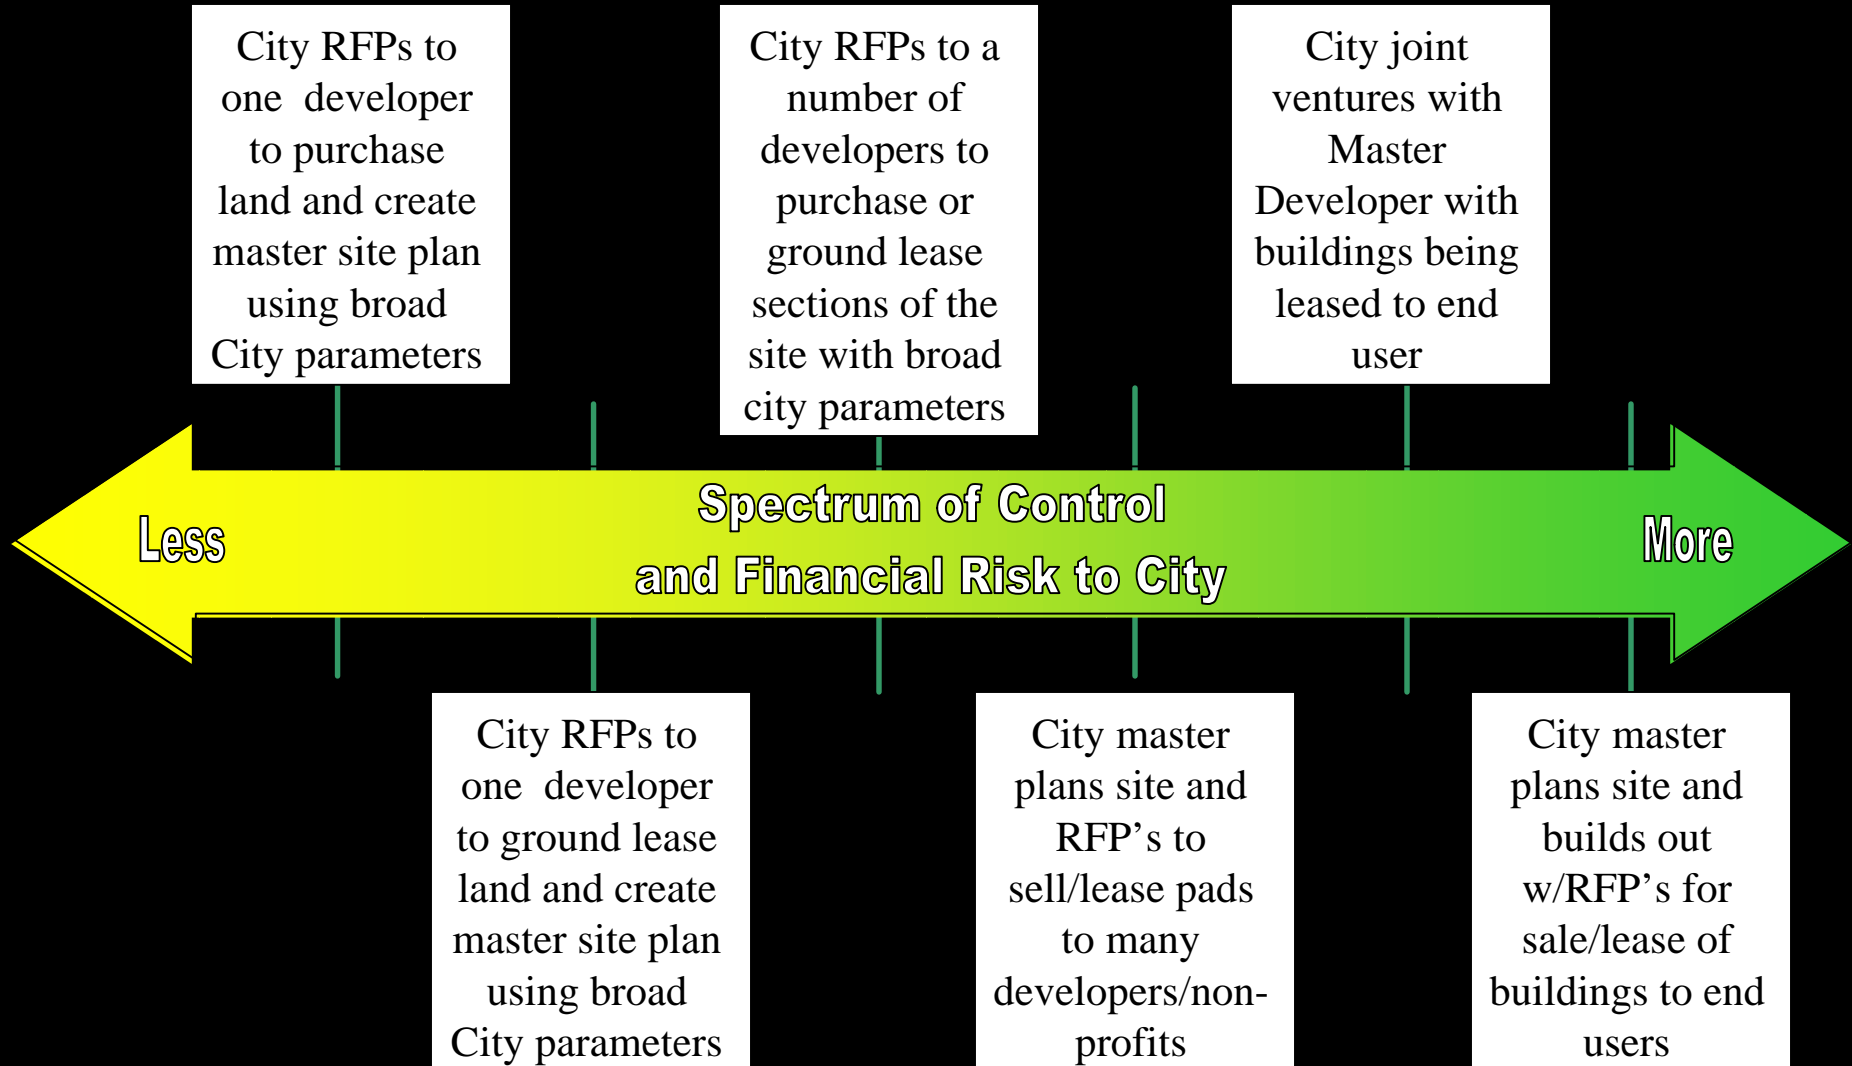 City RFPs to
one developer
to purchase
land and create
master site plan
using broad
City parameters
City RFPs to a
number of
developers to
purchase or
ground lease
sections of the
site with broad
city parameters
City joint
ventures with
Master
Developer with
buildings being
leased to end
user
Less
Spectrum of Control
and Financial Risk to City
More
City RFPs to
one developer
to ground lease
land and create
master site plan
using broad
City parameters
City master
plans site and
RFP’s to
sell/lease pads
to many
developers/non-
profits
City master
plans site and
builds out
w/RFP’s for
sale/lease of
buildings to end
users